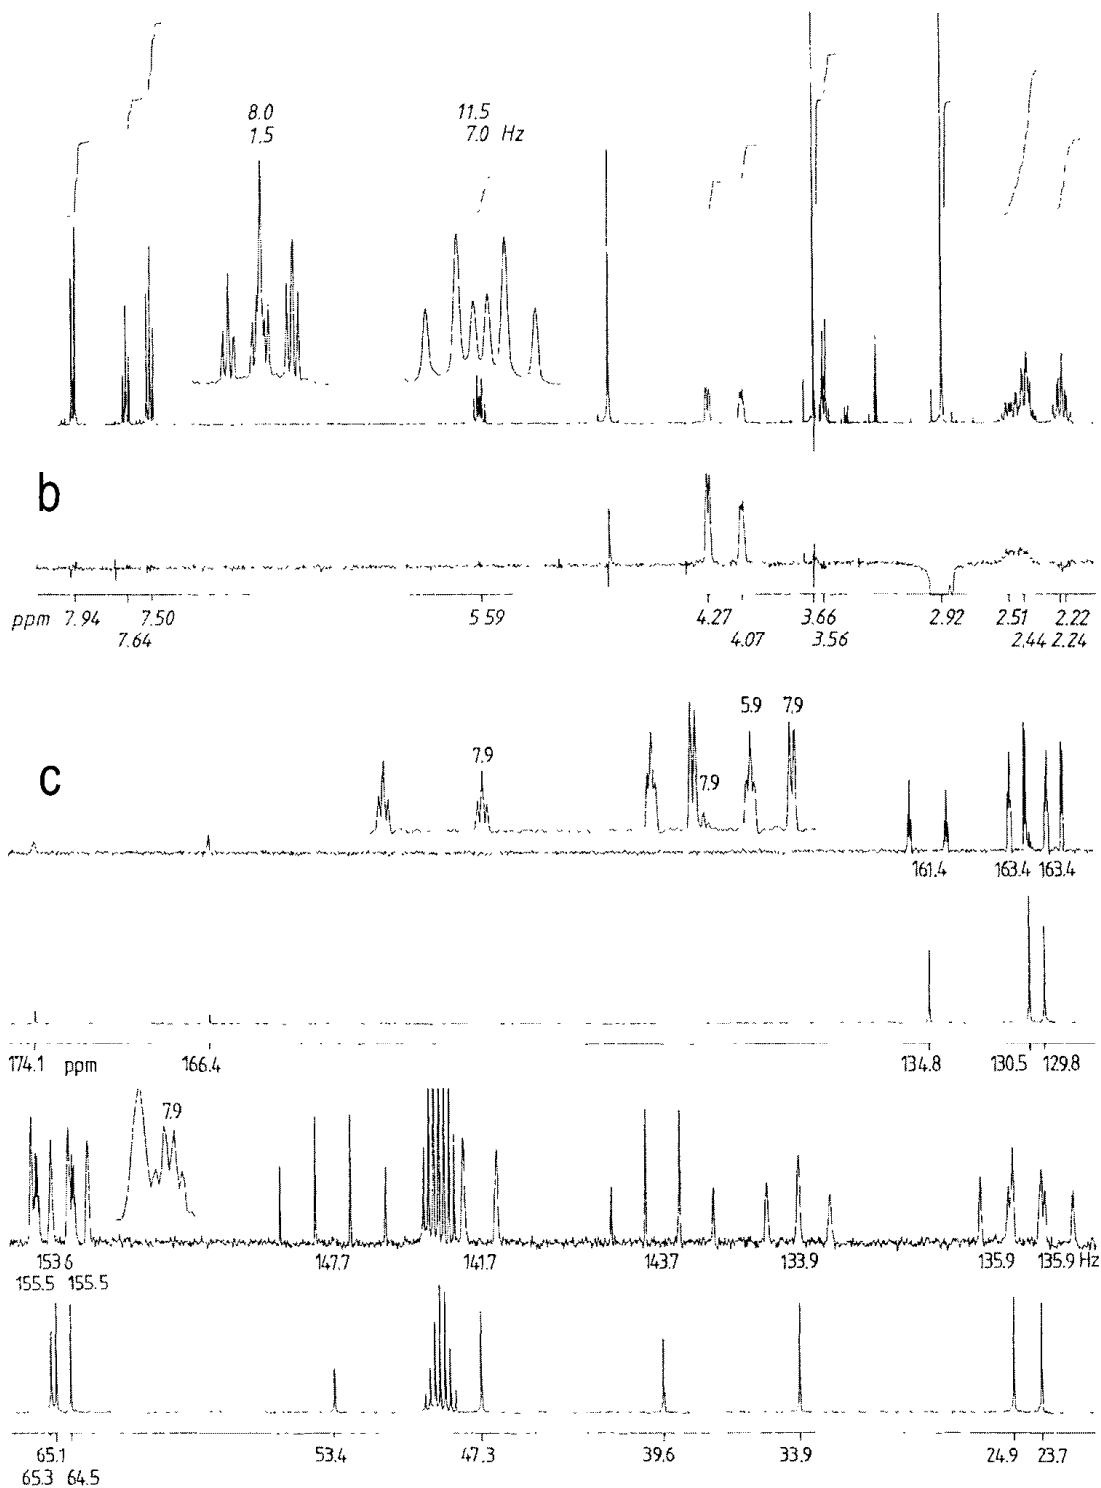 8.0 11.5
1.5 7.0 Hz
b
ppm 7.94 7.50 5.59 4.27 3.66 2.92 2.51 2.22
7.64 4.07 3.56 2.44 2.24
5.9 7.9
7.9
7.9
c
161.4 163.4 163.4
174.1 ppm 166.4 134.8 130.5 129.8
7.9
153.6 147.7 141.7 143.7 133.9 135.9 135.9 Hz
155.5 155.5
65.1 53.4 47.3 39.6 33.9 24.9 23.7
65.3 64.5